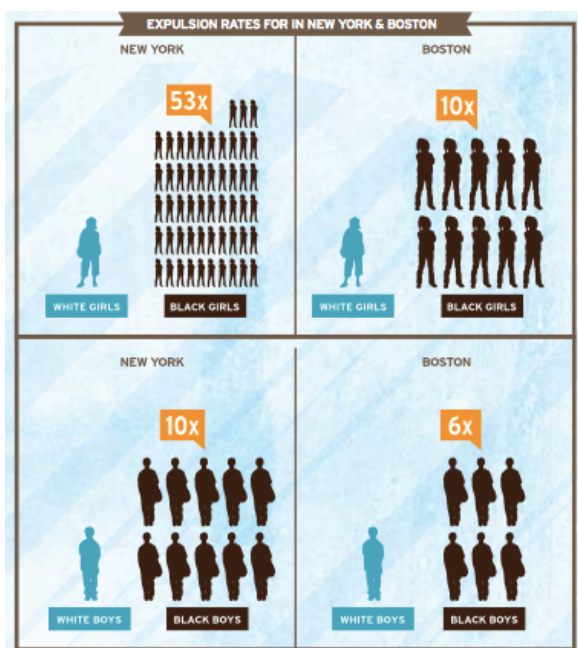 EXPULSION RATES FOR IN NEW YORK & BOSTON
NEW YORK
BOSTON
53x
10x
WHITE GIRLS
BLACK GIRLS
WHITE GIRLS
BLACK GIRLS
NEW YORK
BOSTON
10x
6x
WHITE BOYS
BLACK BOYS
WHITE BOYS
BLACK BOYS